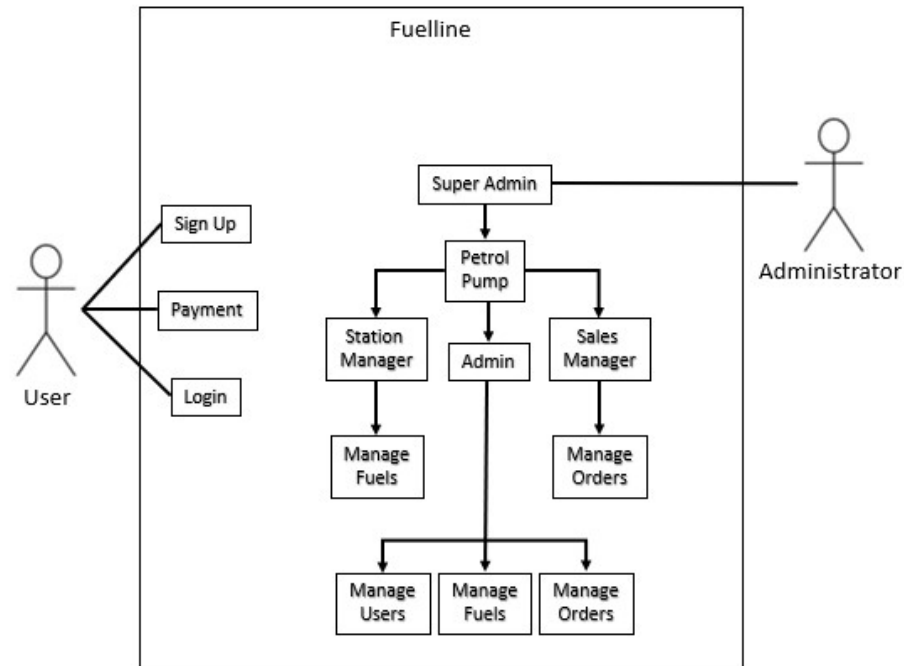 Fuelline
Super Admin
Sign Up
Petrol
Pump
Administrator
Payment
Station
Manager
Admin
Sales
Manager
User
Login
Manage
Fuels
Manage
Orders
Manage
Users
Manage
Fuels
Manage
Orders